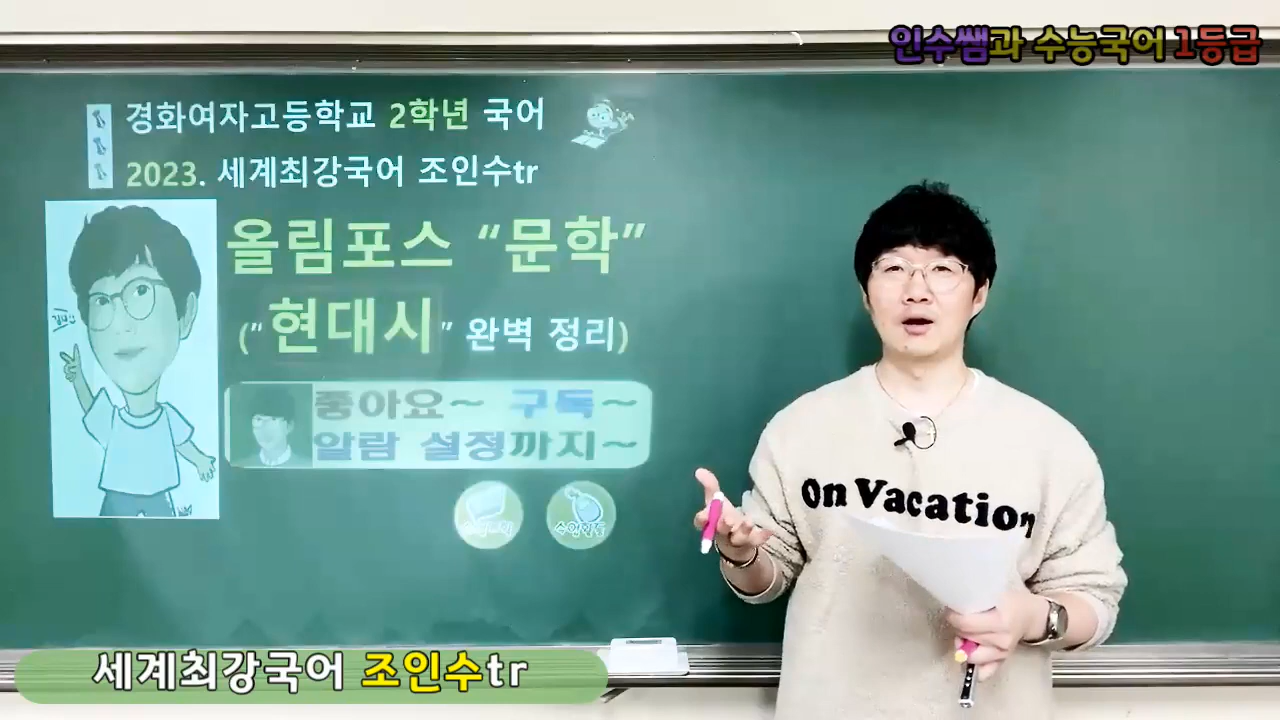 인수쌤과 수능국어 1등급
경화여자고등학교 2학년 국어
2023. 세계최강국어 조인수tr
올림포스 “문학”
(“현대시” 완벽 정리)
좋아요~ 구독~
알람 설정까지~
On Vacation
세계최강국어 조인수tr